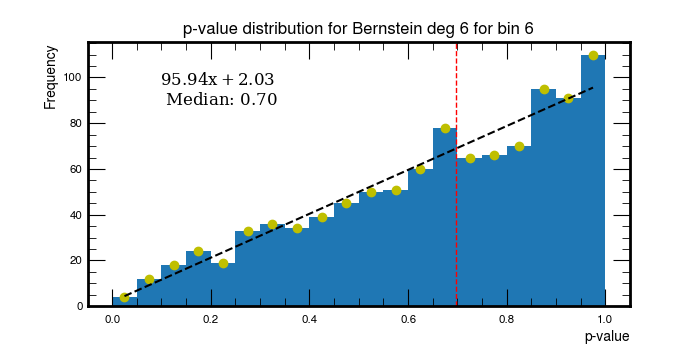 p-value distribution for Bernstein deg 6 for bin 6
Frequency
95.94x + 2.03
Median: 0.70
100
80
60
40
20
0
0.0 0.2 0.4 0.6 0.8 1.0
p-value